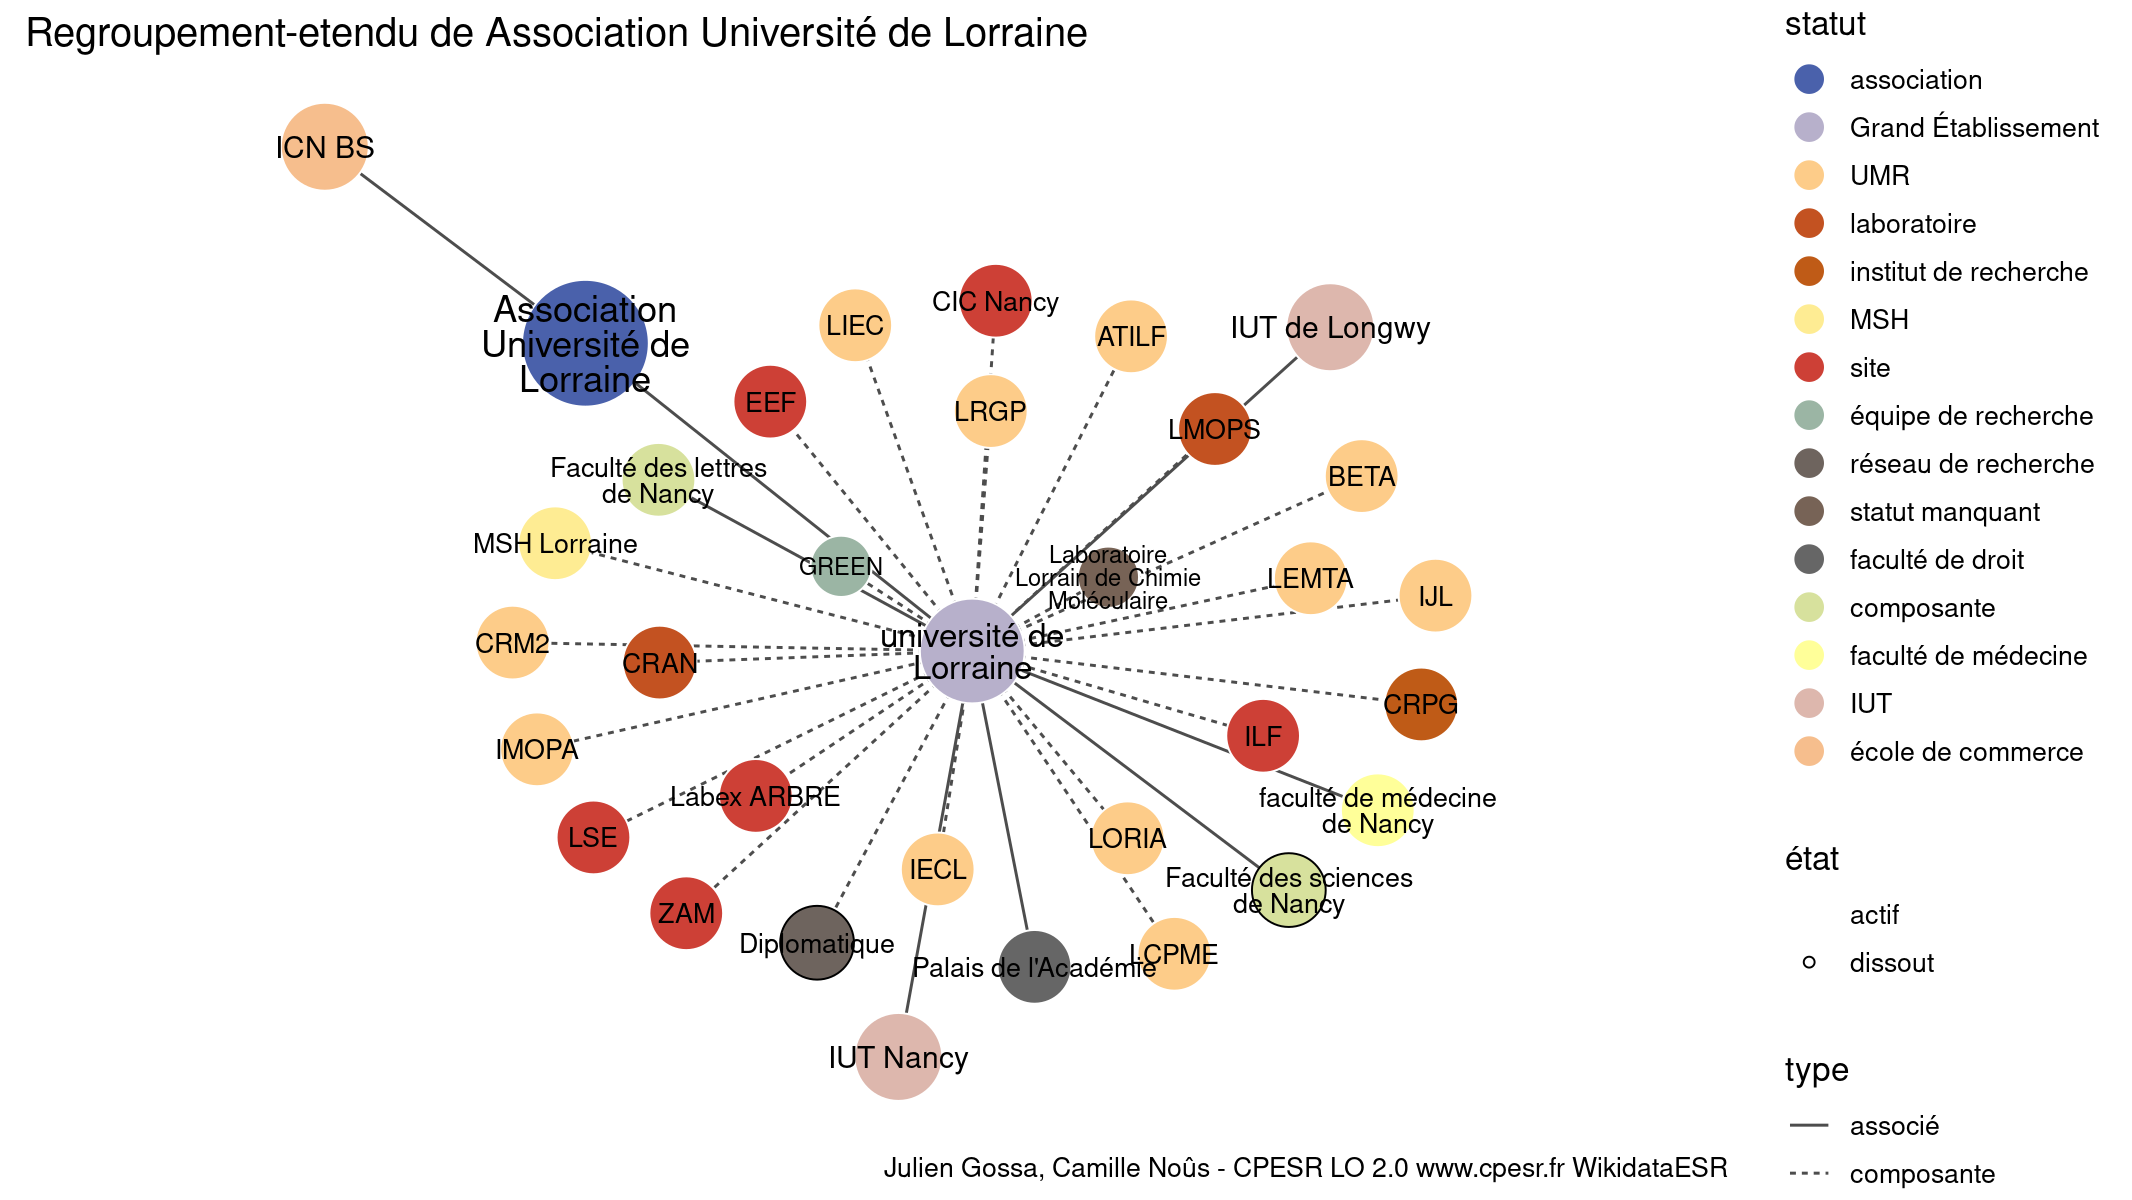 Regroupement-etendu de Association Université de Lorraine
ICN BS
Association
Université de
Lorraine
LIEC
CIC Nancy
ATILF
IUT de Longwy
EEF
LRGP
LMOPS
Faculté des lettres
de Nancy
BETA
MSH Lorraine
GREEN
Laboratoire
Lorrain de Chimie
Moléculaire
LEMTA
IJL
CRM2
CRAN
université de
Lorraine
CRPG
IMOPA
ILF
Labex ARBRE
faculté de médecine
de Nancy
LSE
LORIA
IECL
Faculté des sciences
de Nancy
ZAM
Diplomatique
Palais de l'Académie
LCPME
IUT Nancy
statut
association
Grand Établissement
UMR
laboratoire
institut de recherche
MSH
site
équipe de recherche
réseau de recherche
statut manquant
faculté de droit
composante
faculté de médecine
IUT
école de commerce
état
actif
dissout
type
associé
composante
Julien Gossa, Camille Noûs - CPESR LO 2.0 www.cpesr.fr WikidataESR